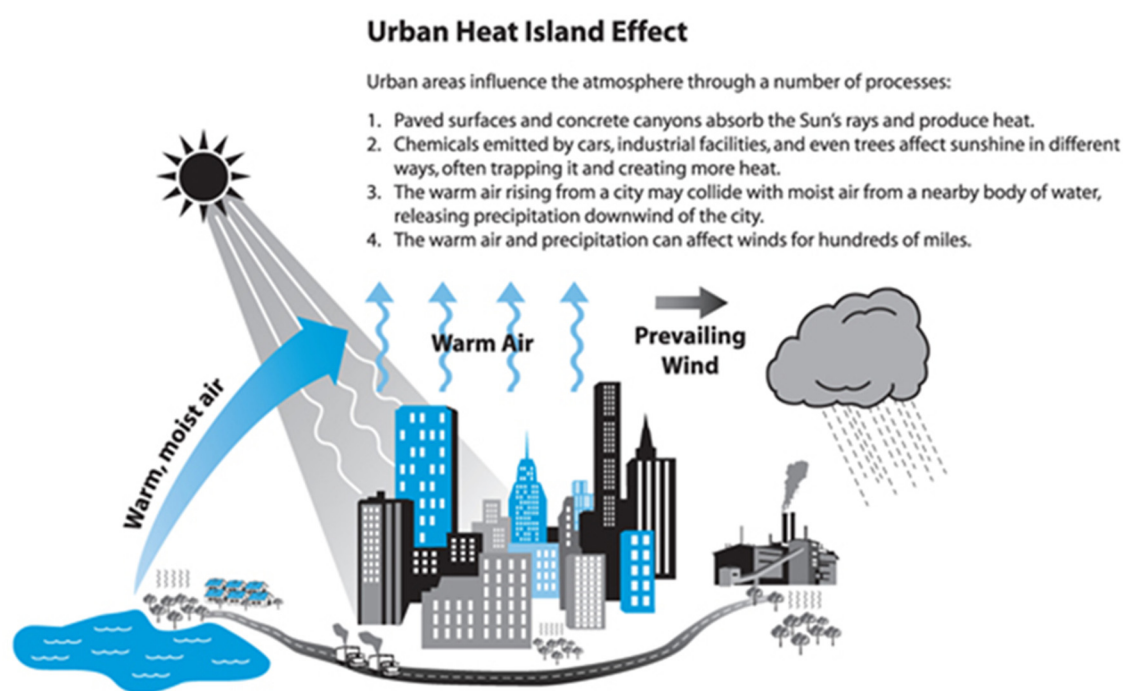 Urban Heat Island Effect
Urban areas influence the atmosphere through a number of processes:
1. Paved surfaces and concrete canyons absorb the Sun's rays and produce heat.
2. Chemicals emitted by cars, industrial facilities, and even trees affect sunshine in different
ways, often trapping it and creating more heat.
3. The warm air rising from a city may collide with moist air from a nearby body of water,
releasing precipitation downwind of the city.
4. The warm air and precipitation can affect winds for hundreds of miles.
Warm Air
Prevailing
Wind
Warm, moist air